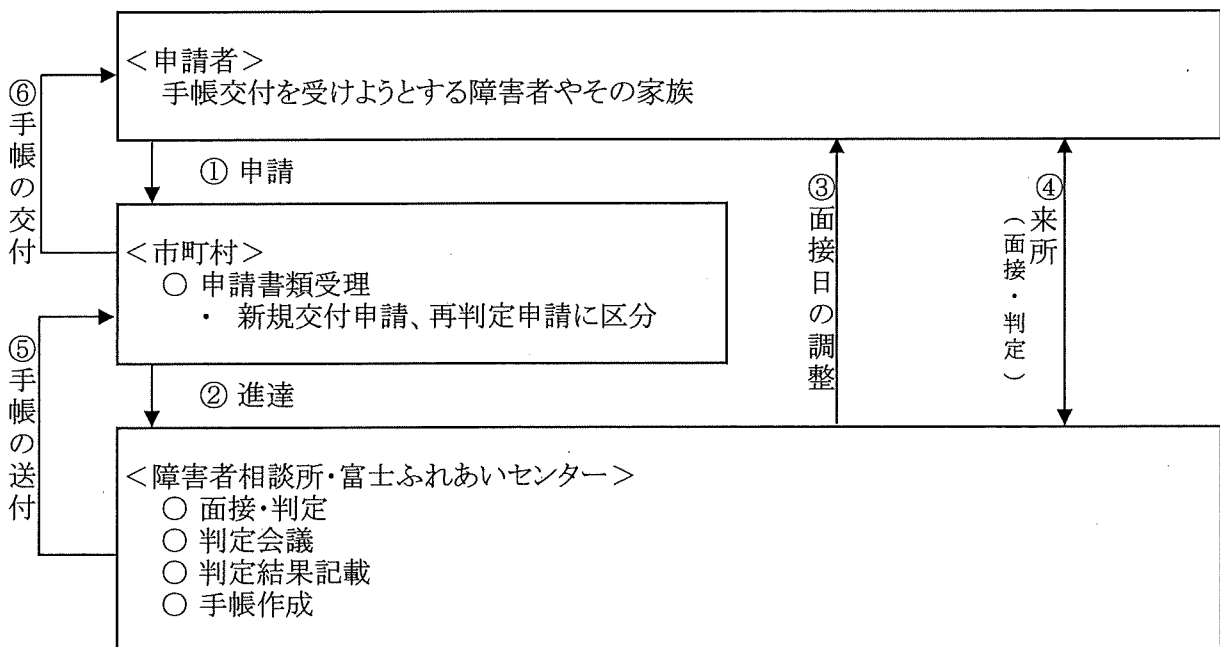 <申請者>
手帳交付を受けようとする障害者やその家族
⑥手帳の交付
① 申請
③面接日の調整
④来所
(面接・判定)
<市町村>
○ 申請書類受理
・ 新規交付申請、再判定申請に区分
⑤手帳の送付
② 進達
<障害者相談所・富士ふれあいセンター>
○ 面接・判定
○ 判定会議
○ 判定結果記載
○ 手帳作成